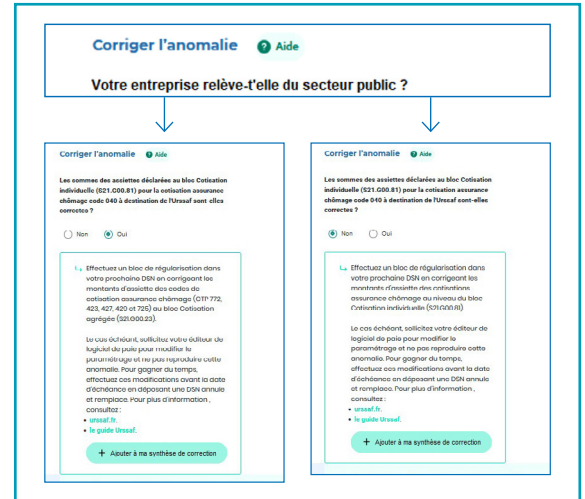 Corriger l'anomalie ? Aide
Votre entreprise relève-t'elle du secteur public ?
Corriger l'anomalie ? Aide
Les sommes des assiettes déclarées au bloc Cotisation
individuelle (S21.G00.81) pour la cotisation assurance
chômage code 040 à destination de l'Urssaf sont-elles
correctes ?
Non Oui
Effectuez un bloc de régularisation dans
votre prochaine DSN en corrigeant les
montants d'assiette des codes de
cotisation assurance chômage (CTP 772,
423, 427, 429 et 725) au bloc Cotisation
agrégée (S21.G00.23).
Le cas échéant, sollicitez votre éditeur de
logiciel de paie pour modifier le
paramétrage et ne pas reproduire cette
anomalie. Pour gagner du temps,
effectuez ces modifications avant la date
d'échéance en déposant une DSN annule
et remplace. Pour plus d'information ,
consultez :
• urssaf.fr.
• le guide Urssaf.
+ Ajouter à ma synthèse de correction
Corriger l'anomalie ? Aide
Les sommes des assiettes déclarées au bloc Cotisation
individuelle (S21.G00.81) pour la cotisation assurance
chômage code 040 à destination de l'Urssaf sont-elles
correctes ?
Non Oui
Effectuez un bloc de régularisation dans
votre prochaine DSN en corrigeant les
montants d'assiette des cotisations
assurance chômage au niveau du bloc
Cotisation individuelle (S21G00.81)
Le cas échéant, sollicitez votre éditeur de
logiciel de paie pour modifier le
paramétrage et ne pas reproduire cette
anomalie. Pour gagner du temps,
effectuez ces modifications avant la date
d'échéance en déposant une DSN annule
et remplace. Pour plus d'information ,
consultez :
• urssaf.fr.
• le guide Urssaf.
+ Ajouter à ma synthèse de correction